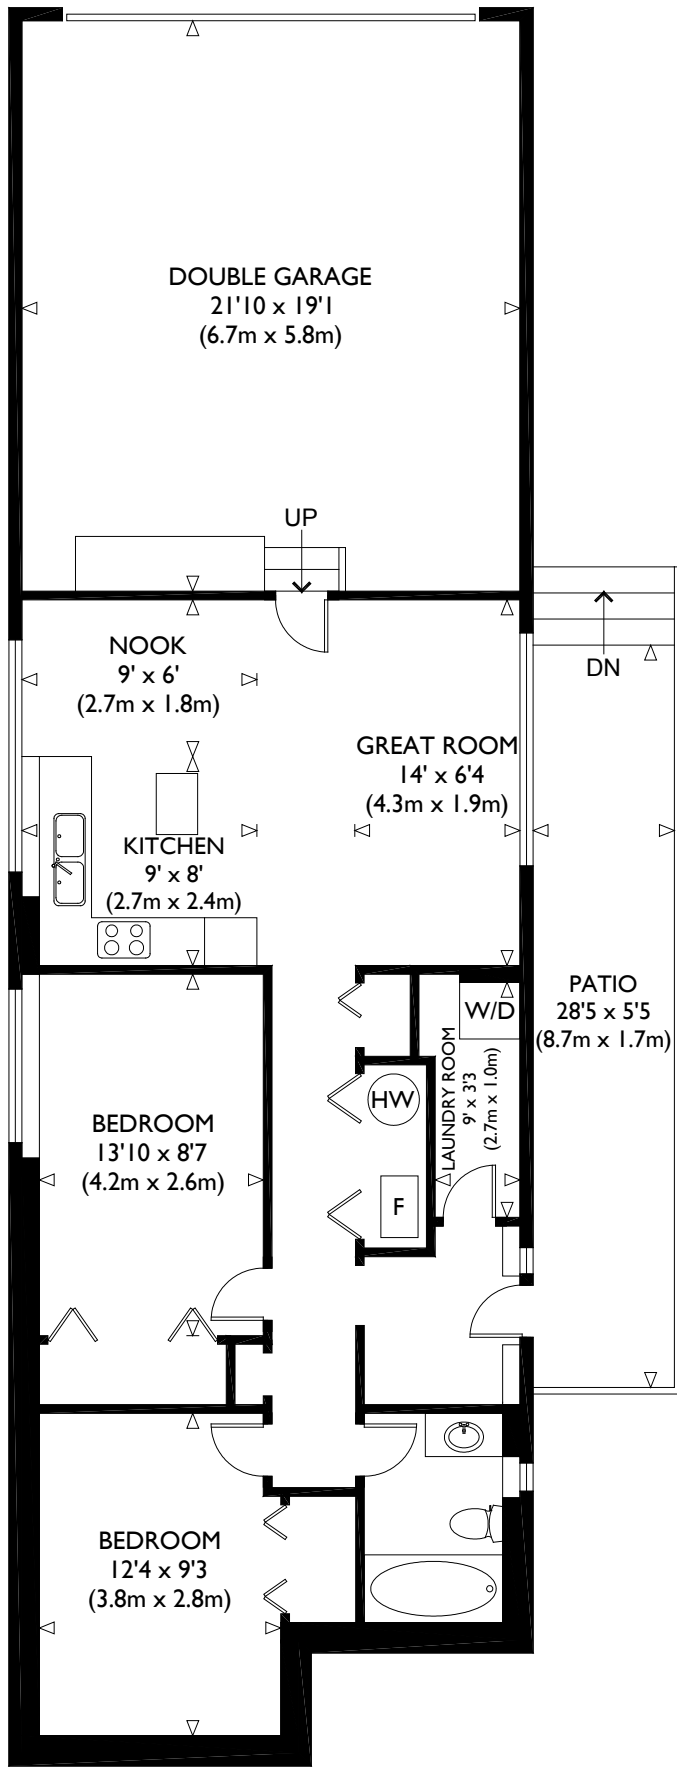 DOUBLE GARAGE
21'10 x 19'1
(6.7m x 5.8m)
UP
NOOK
9' x 6'
(2.7m x 1.8m)
DN
GREAT ROOM
14' x 6'4
(4.3m x 1.9m)
KITCHEN
9' x 8'
(2.7m x 2.4m)
PATIO
28'5 x 5'5
(8.7m x 1.7m)
W/D
LAUNDRY ROOM
9' x 3'3
(2.7m x 1.0m)
HW
F
BEDROOM
13'10 x 8'7
(4.2m x 2.6m)
BEDROOM
12'4 x 9'3
(3.8m x 2.8m)